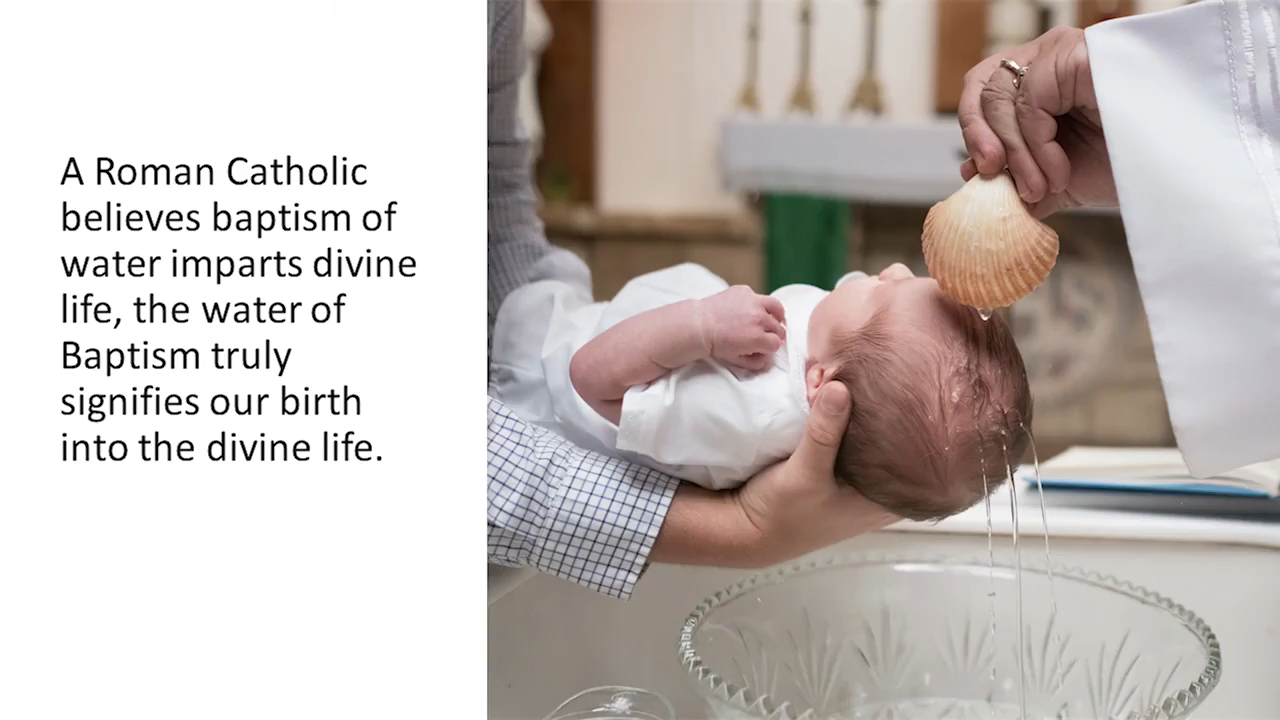 A Roman Catholic
believes baptism of
water imparts divine
life, the water of
Baptism truly
signifies our birth
into the divine life.